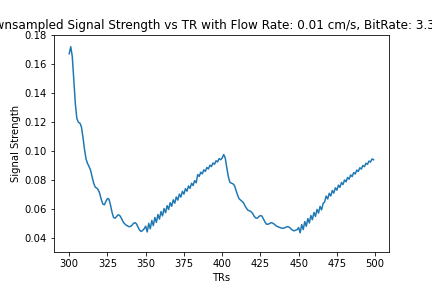 wnsampled Signal Strength vs TR with Flow Rate: 0.01 cm/s, BitRate: 3.3
0.18
0.16
0.14
0.12
0.10
0.08
0.06
0.04
Signal Strength
300 325 350 375 400 425 450 475 500
TRs